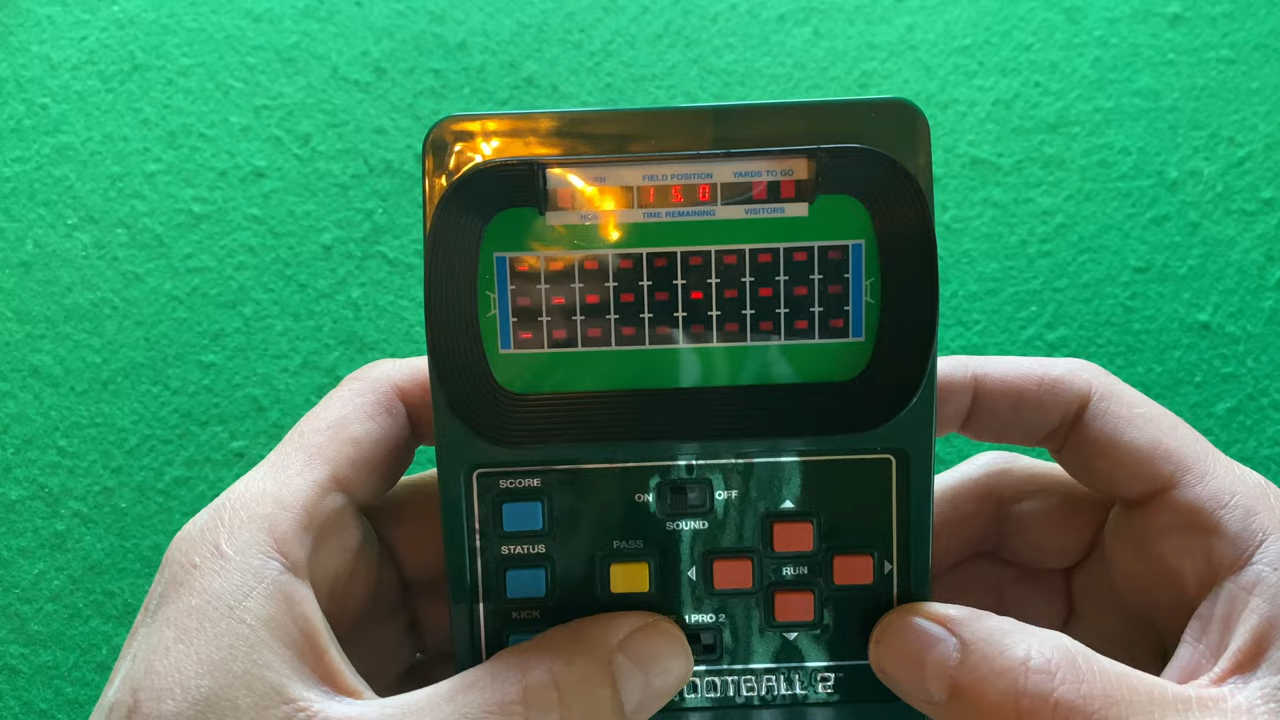 FIELD POSITION YARDS TO GO
15.0
TIME REMAINING VISITORS
SCORE
ON OFF
SOUND
STATUS
PASS
RUN
KICK
1 PRO 2
OOTBALL 2